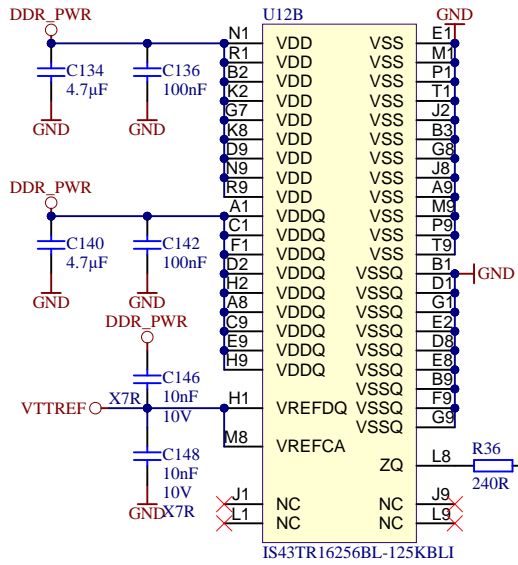 U12B
DDR_PWR
C134
4.7µF
GND
C136
100nF
GND
DDR_PWR
C140
4.7µF
GND
C142
100nF
GND
DDR_PWR
C146
10nF
10V
X7R
VTTREF
C148
10nF
10V
X7R
GND
N1 VDD
R1 VDD
B2 VDD
K2 VDD
G7 VDD
K8 VDD
D9 VDD
N9 VDD
R9 VDD
A1 VDDQ
C1 VDDQ
F1 VDDQ
D2 VDDQ
H2 VDDQ
A8 VDDQ
C9 VDDQ
E9 VDDQ
H9 VDDQ
H1 VREFDQ
M8 VREFCA
J1 NC
L1 NC
GND
VSS E1
VSS M1
VSS P1
VSS T1
VSS J2
VSS B3
VSS G8
VSS J8
VSS A9
VSS M9
VSS P9
VSS T9
VSSQ B1
GND
VSSQ D1
VSSQ G1
VSSQ E2
VSSQ D8
VSSQ E8
VSSQ B9
VSSQ F9
VSSQ G9
ZQ L8
R36
240R
NC J9
NC L9
IS43TR16256BL-125KBLI